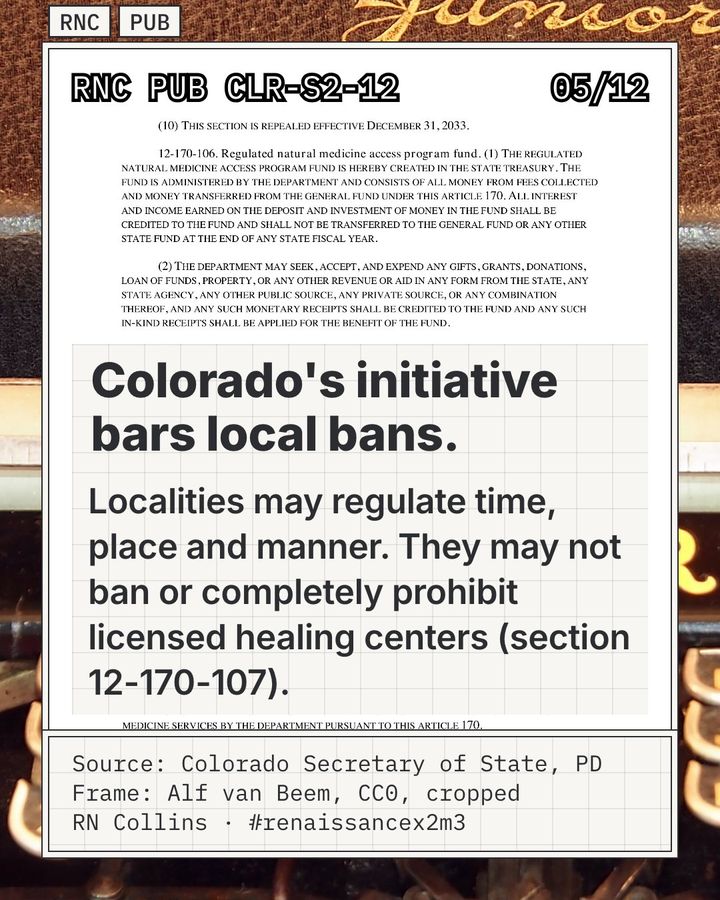 Junior
RNC PUB
RNC PUB CLR-S2-12 05/12
(10) THIS SECTION IS REPEALED EFFECTIVE DECEMBER 31, 2033.
12-170-106. Regulated natural medicine access program fund. (1) THE REGULATED
NATURAL MEDICINE ACCESS PROGRAM FUND IS HEREBY CREATED IN THE STATE TREASURY. THE
FUND IS ADMINISTERED BY THE DEPARTMENT AND CONSISTS OF ALL MONEY FROM FEES COLLECTED
AND MONEY TRANSFERRED FROM THE GENERAL FUND UNDER THIS ARTICLE 170. ALL INTEREST
AND INCOME EARNED ON THE DEPOSIT AND INVESTMENT OF MONEY IN THE FUND SHALL BE
CREDITED TO THE FUND AND SHALL NOT BE TRANSFERRED TO THE GENERAL FUND OR ANY OTHER
STATE FUND AT THE END OF ANY STATE FISCAL YEAR.
(2) THE DEPARTMENT MAY SEEK, ACCEPT, AND EXPEND ANY GIFTS, GRANTS, DONATIONS,
LOAN OF FUNDS, PROPERTY, OR ANY OTHER REVENUE OR AID IN ANY FORM FROM THE STATE, ANY
STATE AGENCY, ANY OTHER PUBLIC SOURCE, ANY PRIVATE SOURCE, OR ANY COMBINATION
THEREOF, AND ANY SUCH MONETARY RECEIPTS SHALL BE CREDITED TO THE FUND AND ANY SUCH
IN-KIND RECEIPTS SHALL BE APPLIED FOR THE BENEFIT OF THE FUND.
Colorado's initiative
bars local bans.
Localities may regulate time,
place and manner. They may not
ban or completely prohibit
licensed healing centers (section
12-170-107).
MEDICINE SERVICES BY THE DEPARTMENT PURSUANT TO THIS ARTICLE 170.
Source: Colorado Secretary of State, PD
Frame: Alf van Beem, CC0, cropped
RN Collins · #renaissancex2m3